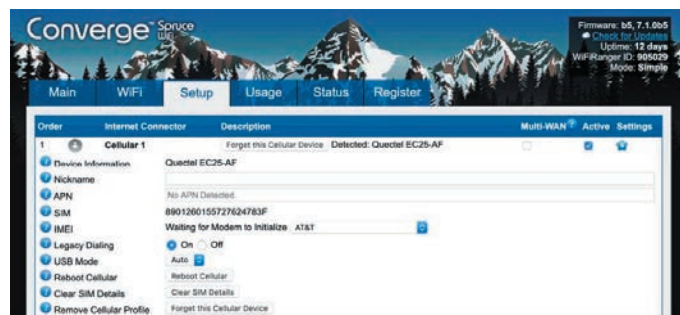 Converge™ Spruce
WiFi
Firmware: b5, 7.1.0b5
Check for Updates
Uptime: 12 days
WiFiRanger ID: 905029
Mode: Simple
Main WiFi Setup Usage Status Register
Order Internet Connector Description Multi-WAN ? Active Settings
1 Cellular 1 Forget this Cellular Device Detected: Quectel EC25-AF
Device Information Quectel EC25-AF
Nickname
APN No APN Detected
SIM 8901260155727624783F
IMEI Waiting for Modem to Initialize AT&T
Legacy Dialing On Off
USB Mode Auto
Reboot Cellular Reboot Cellular
Clear SIM Details Clear SIM Details
Remove Cellular Profile Forget this Cellular Device